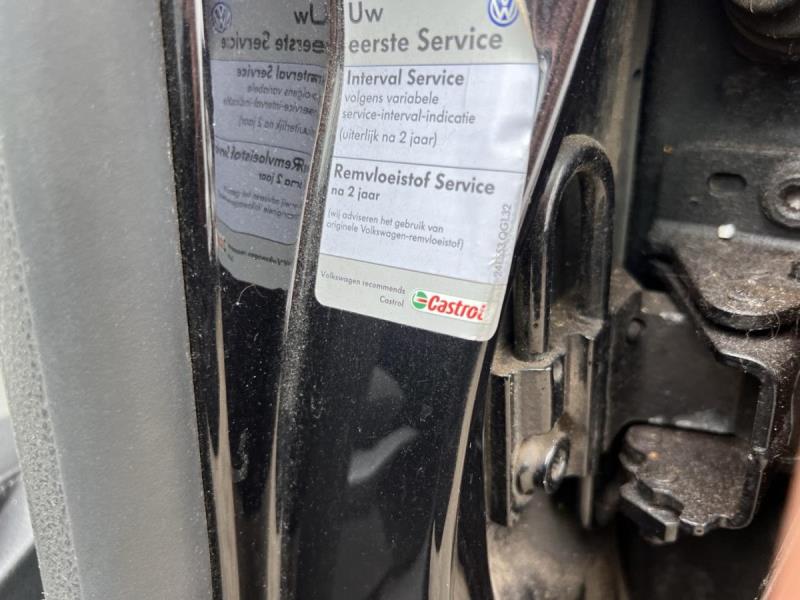 Uw
eerste Service
Interval Service
volgens variabele
service-interval-indicatie
(uiterlijk na 2 jaar)
Remvloeistof Service
na 2 jaar
(wij adviseren het gebruik van
originele Volkswagen-remvloeistof)
Volkswagen recommends
Castrol
Castrol